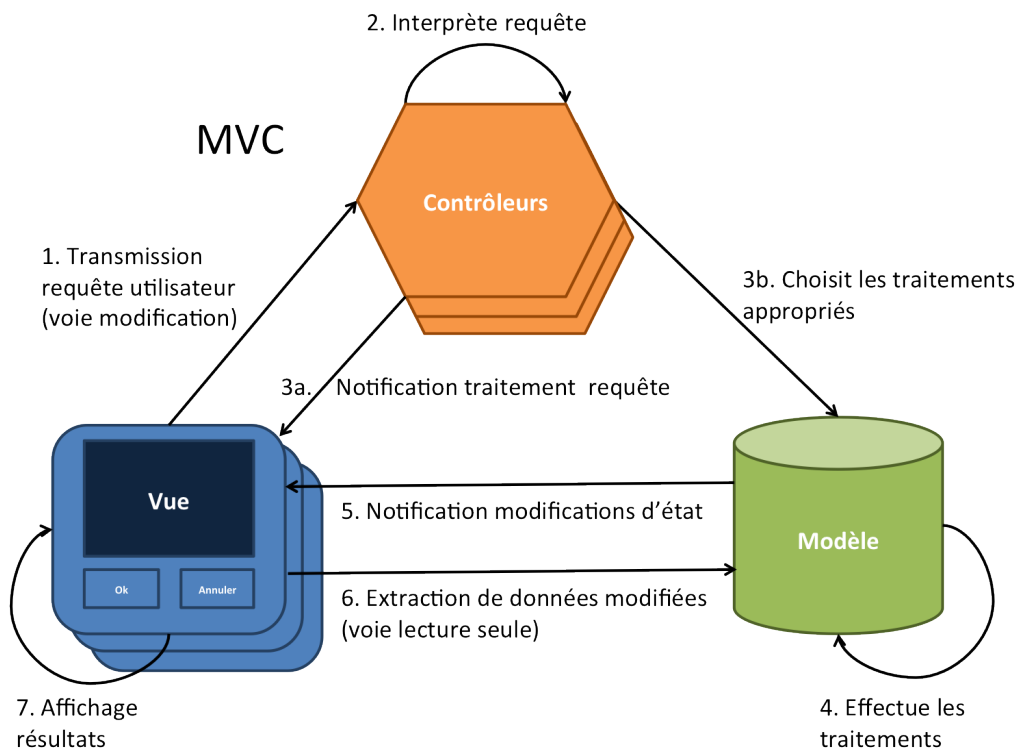 2. Interprète requête
MVC
Contrôleurs
1. Transmission
requête utilisateur
(voie modification)
3b. Choisit les traitements
appropriés
3a. Notification traitement requête
Vue
5. Notification modifications d’état
Modèle
Ok
Annuler
6. Extraction de données modifiées
(voie lecture seule)
7. Affichage
résultats
4. Effectue les
traitements